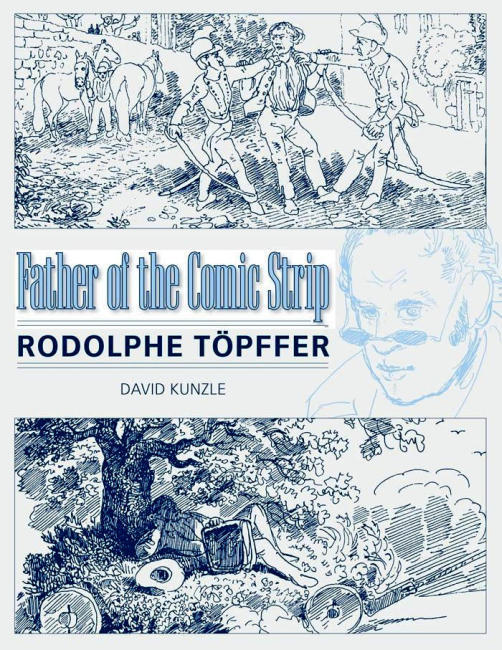 Father of the Comic Strip
RODOLPHE TÖPFFER
DAVID KUNZLE